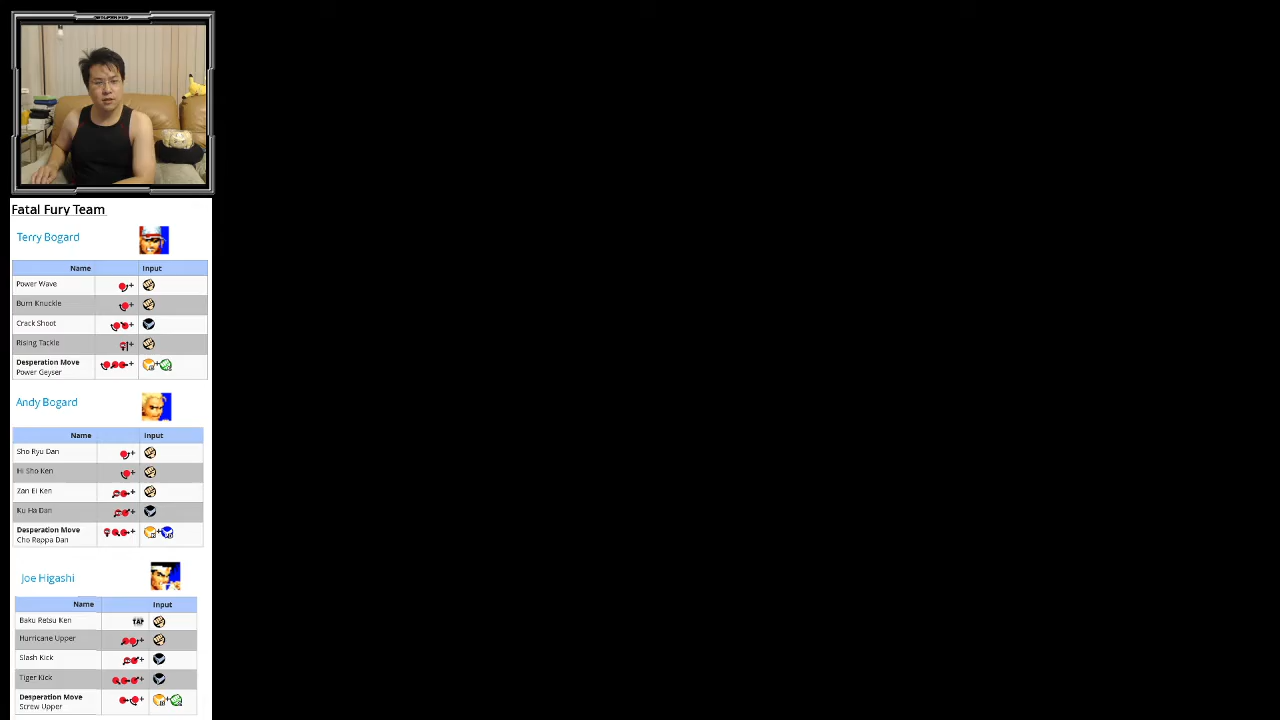 Fatal Fury Team
Terry Bogard
Name Input
Power Wave +
Burn Knuckle +
Crack Shoot +
Rising Tackle +
Desperation Move + +
Power Geyser
Andy Bogard
Name Input
Sho Ryu Dan +
Hi Sho Ken +
Zan Ei Ken +
Ku Ha Dan +
Desperation Move + +
Cho Reppa Dan
Joe Higashi
Name Input
Baku Retsu Ken TAP
Hurricane Upper +
Slash Kick +
Tiger Kick +
Desperation Move + +
Screw Upper